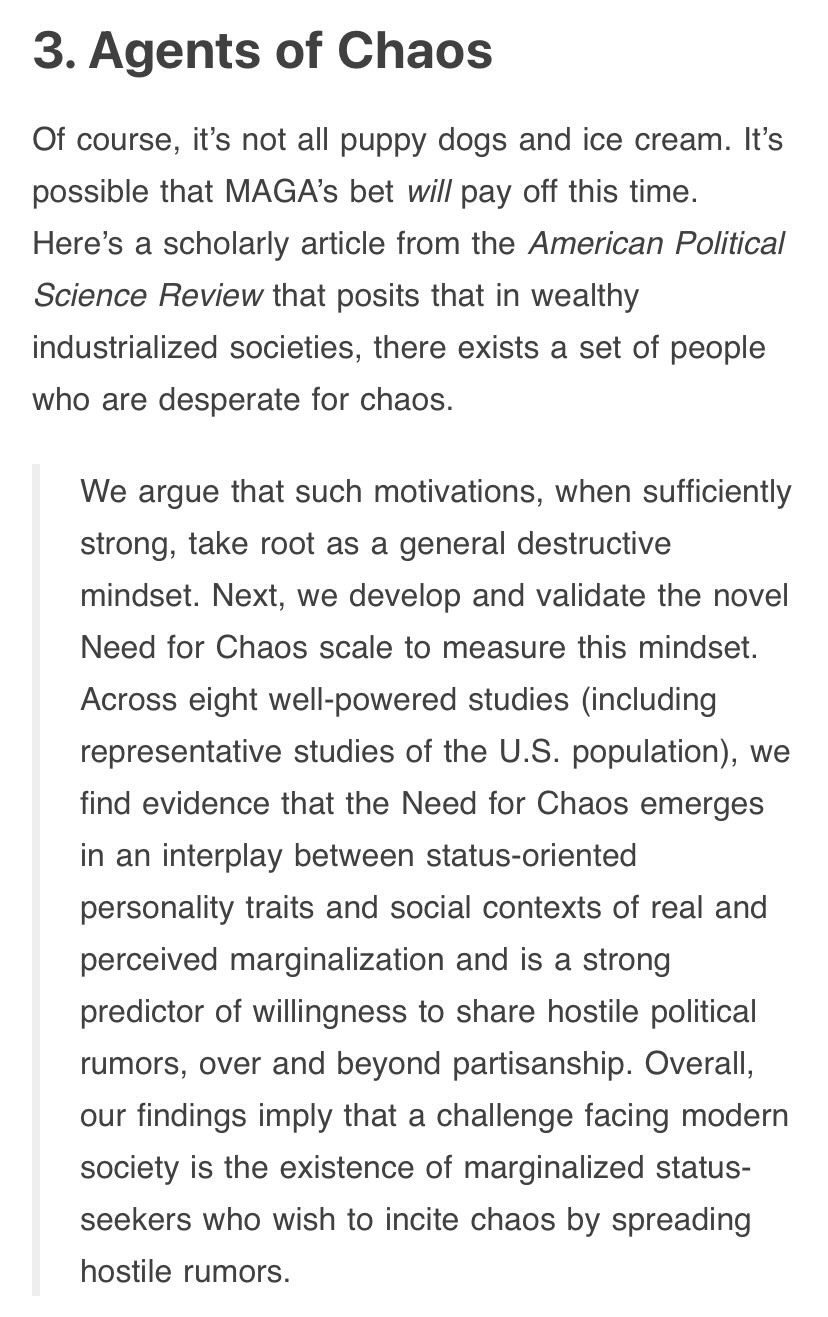 3. Agents of Chaos
Of course, it’s not all puppy dogs and ice cream. It’s
possible that MAGA’s bet will pay off this time.
Here’s a scholarly article from the American Political
Science Review that posits that in wealthy
industrialized societies, there exists a set of people
who are desperate for chaos.
We argue that such motivations, when sufficiently
strong, take root as a general destructive
mindset. Next, we develop and validate the novel
Need for Chaos scale to measure this mindset.
Across eight well-powered studies (including
representative studies of the U.S. population), we
find evidence that the Need for Chaos emerges
in an interplay between status-oriented
personality traits and social contexts of real and
perceived marginalization and is a strong
predictor of willingness to share hostile political
rumors, over and beyond partisanship. Overall,
our findings imply that a challenge facing modern
society is the existence of marginalized status-
seekers who wish to incite chaos by spreading
hostile rumors.